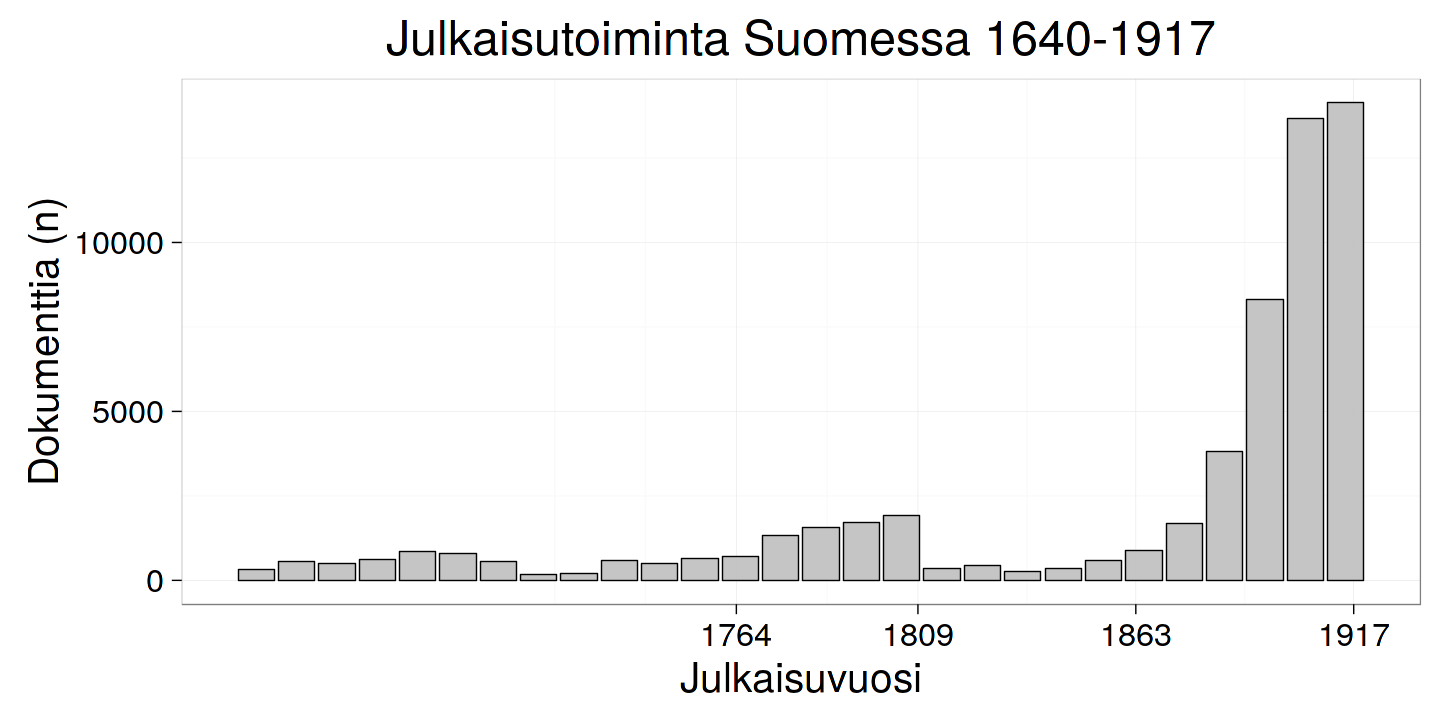 Julkaisutoiminta Suomessa 1640-1917
Dokumenttia (n)
10000
5000
0
1764 1809 1863 1917
Julkaisuvuosi